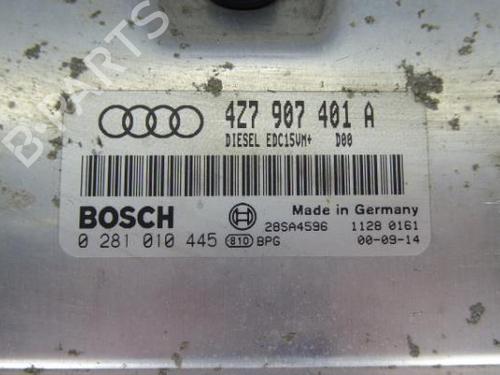 B-PARTS
4Z7 907 401 A
DIESEL EDC15VM+ D00
BOSCH
Made in Germany
28SA4596 1128 0161
0 281 010 445 810 BPG 00-09-14